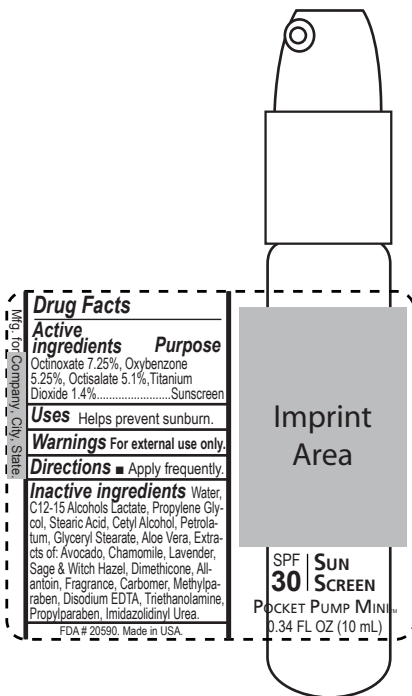 Mfg. for Company, City, State.
Drug Facts
Active
ingredients Purpose
Octinoxate 7.25%, Oxybenzone
5.25%, Octisalate 5.1%,Titanium
Dioxide 1.4%........................Sunscreen
Uses Helps prevent sunburn.
Warnings For external use only.
Directions ■ Apply frequently.
Inactive ingredients Water,
C12-15 Alcohols Lactate, Propylene Gly-
col, Stearic Acid, Cetyl Alcohol, Petrola-
tum, Glyceryl Stearate, Aloe Vera, Extra-
cts of: Avocado, Chamomile, Lavender,
Sage & Witch Hazel, Dimethicone, All-
antoin, Fragrance, Carbomer, Methylpa-
raben, Disodium EDTA, Triethanolamine,
Propylparaben, Imidazolidinyl Urea.
FDA # 20590. Made in USA.
Imprint
Area
SPF
30
SUN
SCREEN
POCKET PUMP MINI™
0.34 FL OZ (10 mL)